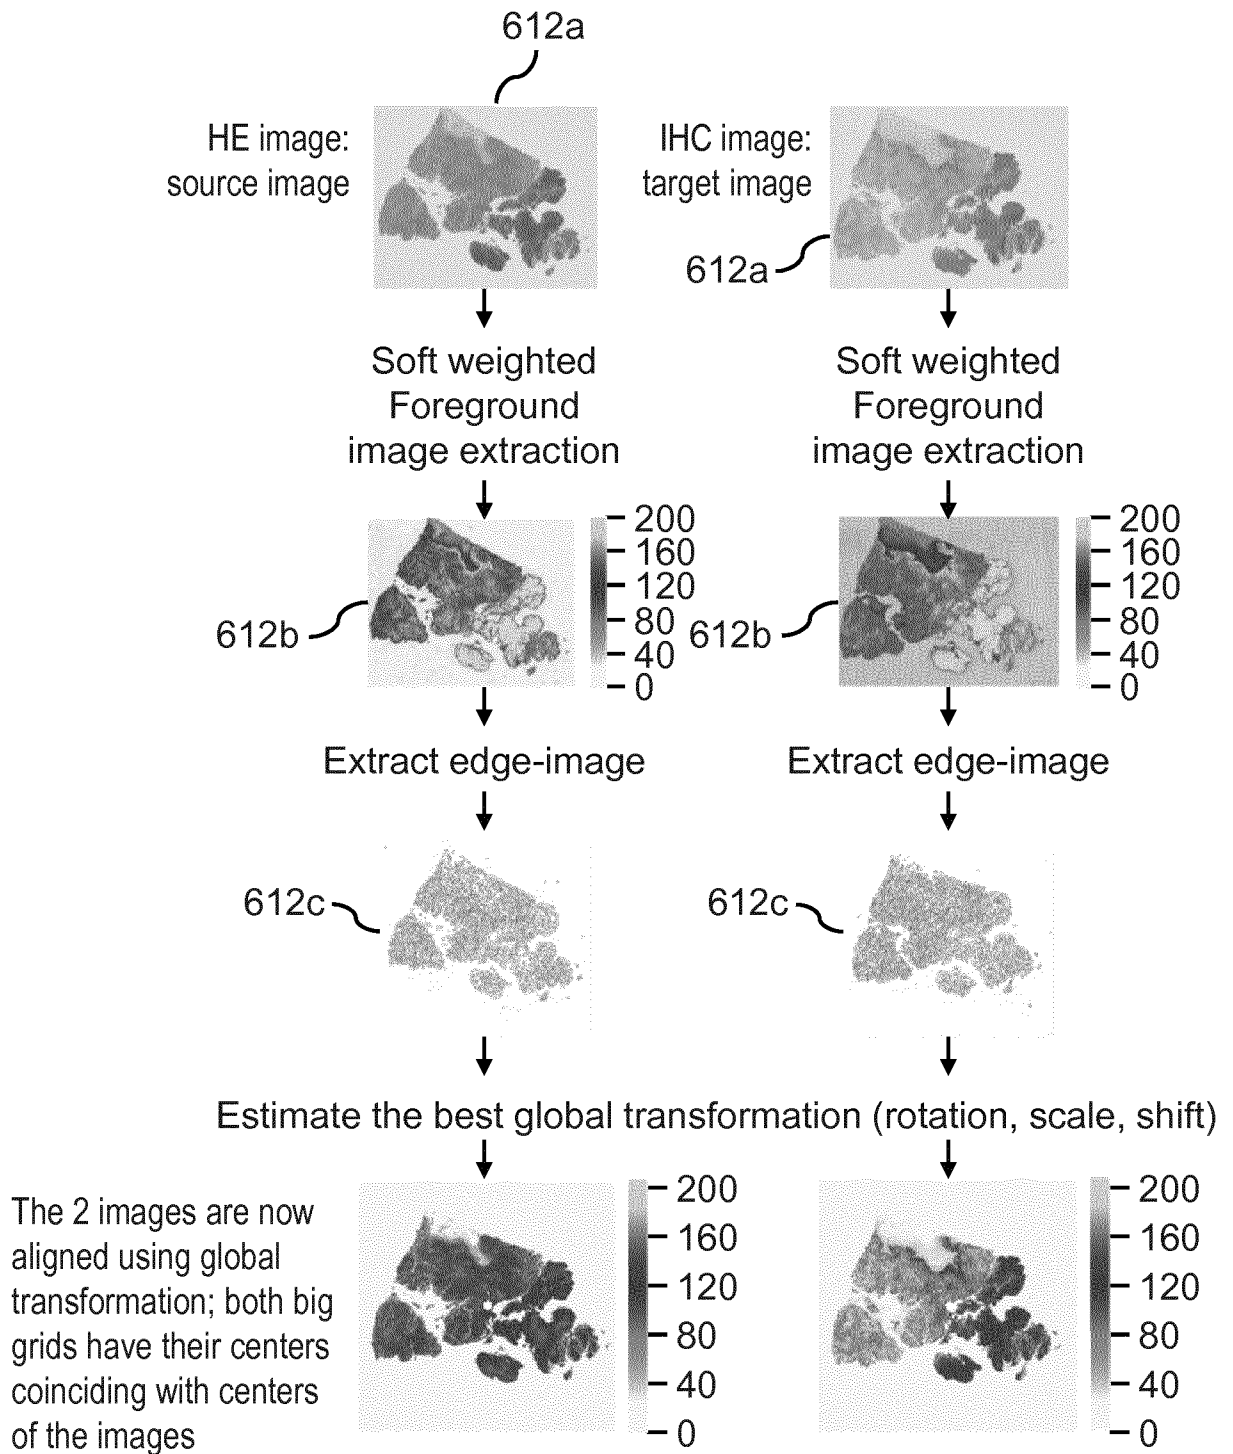 612a
HE image:
source image
IHC image:
target image
612a
Soft weighted
Foreground
image extraction
Soft weighted
Foreground
image extraction
200
160
120
80
40
0
612b
200
160
120
80
40
0
612b
Extract edge-image
Extract edge-image
612c
612c
Estimate the best global transformation (rotation, scale, shift)
The 2 images are now
aligned using global
transformation; both big
grids have their centers
coinciding with centers
of the images
200
160
120
80
40
0
200
160
120
80
40
0